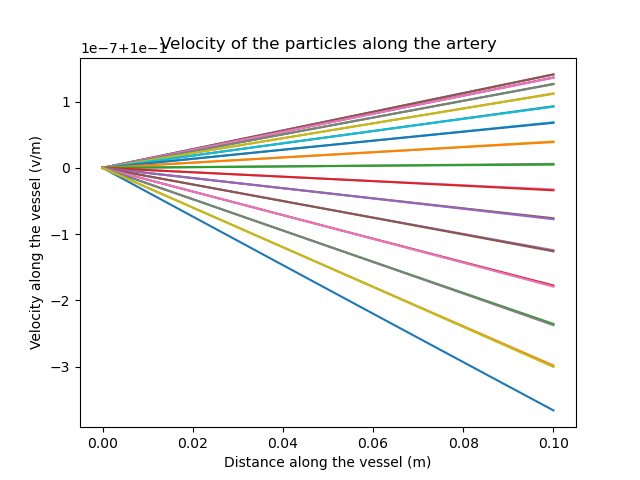 Velocity of the particles along the artery
1e−7+1e−1
1
0
−1
−2
−3
Velocity along the vessel (v/m)
0.00 0.02 0.04 0.06 0.08 0.10
Distance along the vessel (m)